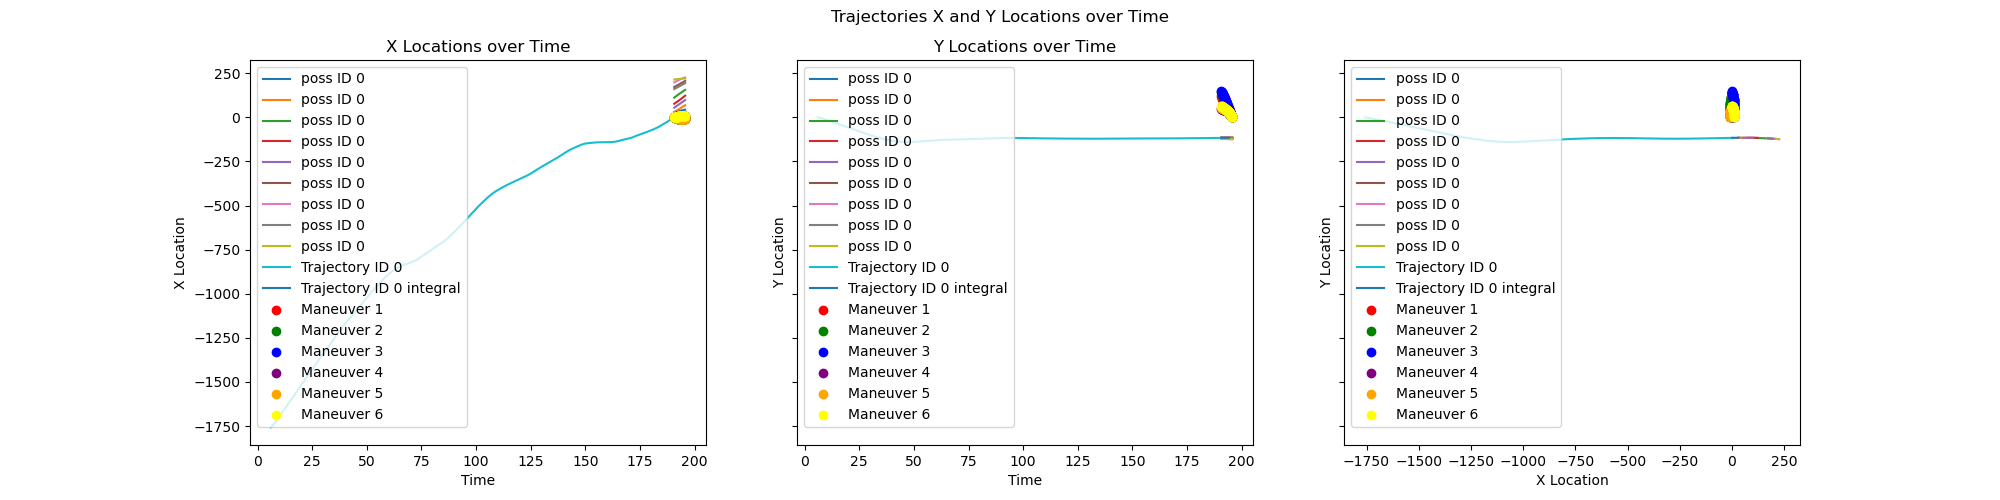 Trajectories X and Y Locations over Time
X Locations over Time
X Location
250
0
−250
−500
−750
−1000
−1250
−1500
−1750
poss ID 0
poss ID 0
poss ID 0
poss ID 0
poss ID 0
poss ID 0
poss ID 0
poss ID 0
poss ID 0
Trajectory ID 0
Trajectory ID 0 integral
Maneuver 1
Maneuver 2
Maneuver 3
Maneuver 4
Maneuver 5
Maneuver 6
0 25 50 75 100 125 150 175 200
Time
Y Locations over Time
Y Location
poss ID 0
poss ID 0
poss ID 0
poss ID 0
poss ID 0
poss ID 0
poss ID 0
poss ID 0
poss ID 0
Trajectory ID 0
Trajectory ID 0 integral
Maneuver 1
Maneuver 2
Maneuver 3
Maneuver 4
Maneuver 5
Maneuver 6
0 25 50 75 100 125 150 175 200
Time
Y Location
poss ID 0
poss ID 0
poss ID 0
poss ID 0
poss ID 0
poss ID 0
poss ID 0
poss ID 0
poss ID 0
Trajectory ID 0
Trajectory ID 0 integral
Maneuver 1
Maneuver 2
Maneuver 3
Maneuver 4
Maneuver 5
Maneuver 6
−1750 −1500 −1250 −1000 −750 −500 −250 0 250
X Location